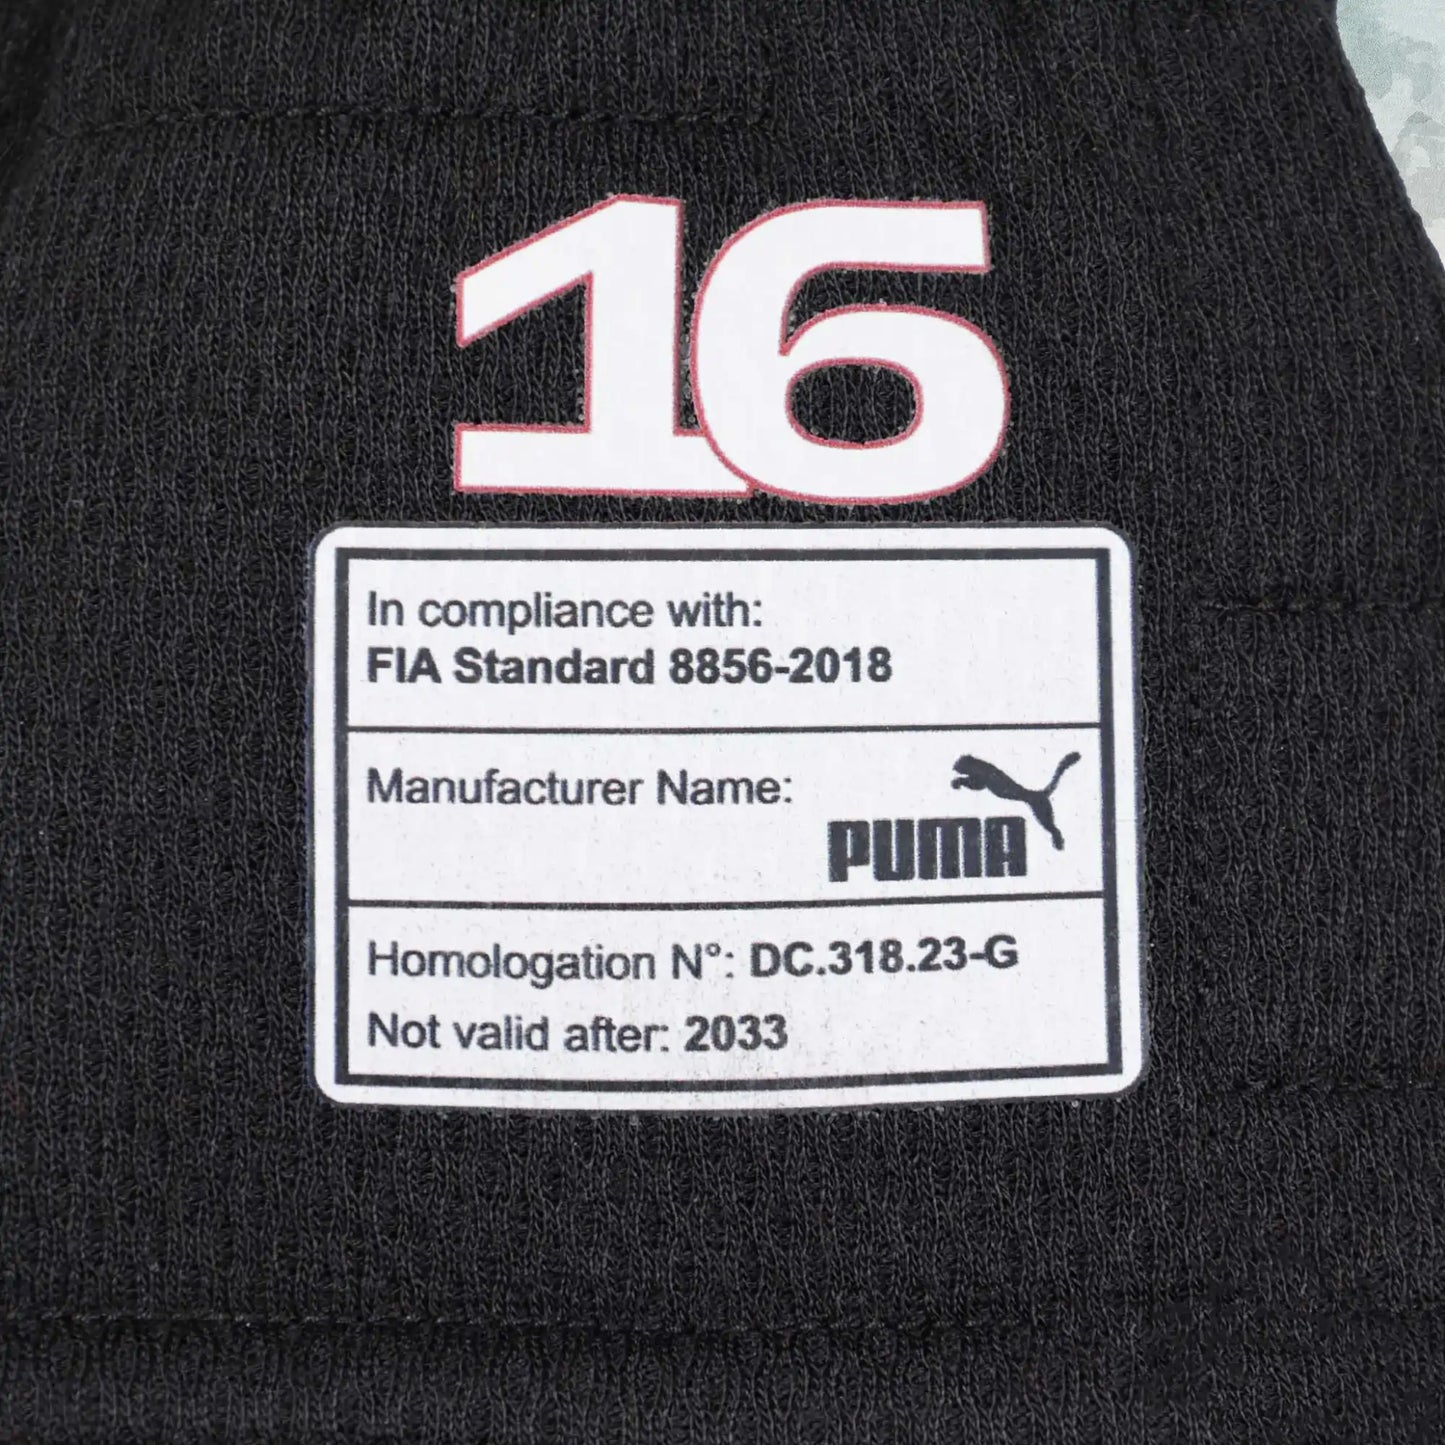 16
In compliance with:
FIA Standard 8856-2018
Manufacturer Name:
PUMA
Homologation N°: DC.318.23-G
Not valid after: 2033